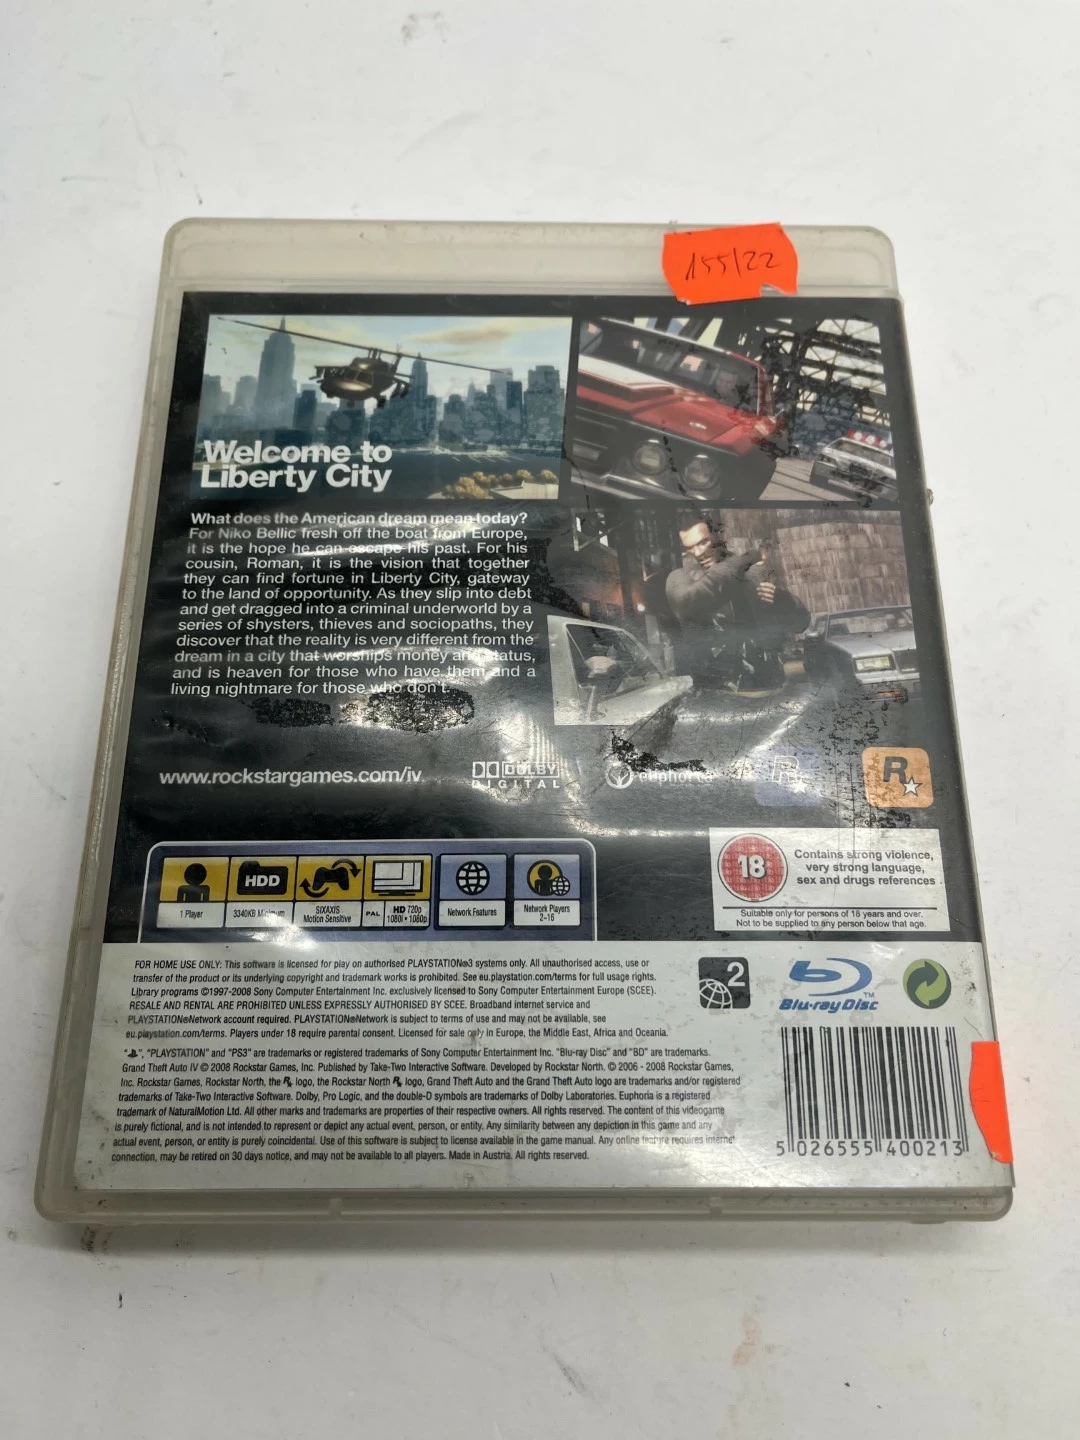 155/22
Welcome to
Liberty City
What does the American dream mean today?
For Niko Bellic fresh off the boat from Europe,
it is the hope he can escape his past. For his
cousin, Roman, it is the vision that together
they can find fortune in Liberty City, gateway
to the land of opportunity. As they slip into debt
and get dragged into a criminal underworld by a
series of shysters, thieves and sociopaths, they
discover that the reality is very different from the
dream in a city that worships money and status,
and is heaven for those who have them and a
living nightmare for those who don't.
www.rockstargames.com/iv
DOLBY
DIGITAL
euphoria
R
R
1 Player
HDD
3340KB Minimum
SIXAXIS
Motion Sensitive
PAL
HD 720p
1080i • 1080p
Network Features
Network Players
2-16
18
Contains strong violence,
very strong language,
sex and drugs references
Suitable only for persons of 18 years and over.
Not to be supplied to any person below that age.
FOR HOME USE ONLY: This software is licensed for play on authorised PLAYSTATION®3 systems only. All unauthorised access, use or
transfer of the product or its underlying copyright and trademark works is prohibited. See eu.playstation.com/terms for full usage rights.
Library programs ©1997-2008 Sony Computer Entertainment Inc. exclusively licensed to Sony Computer Entertainment Europe (SCEE).
RESALE AND RENTAL ARE PROHIBITED UNLESS EXPRESSLY AUTHORISED BY SCEE. Broadband internet service and
PLAYSTATION®Network account required. PLAYSTATION®Network is subject to terms of use and may not be available, see
eu.playstation.com/terms. Players under 18 require parental consent. Licensed for sale only in Europe, the Middle East, Africa and Oceania.
2
Blu-ray Disc™
"", "PLAYSTATION" and "PS3" are trademarks or registered trademarks of Sony Computer Entertainment Inc. "Blu-ray Disc" and "BD" are trademarks.
Grand Theft Auto IV © 2008 Rockstar Games, Inc. Published by Take-Two Interactive Software. Developed by Rockstar North. © 2006 - 2008 Rockstar Games,
Inc. Rockstar Games, Rockstar North, the R logo, the Rockstar North R logo, Grand Theft Auto and the Grand Theft Auto logo are trademarks and/or registered
trademarks of Take-Two Interactive Software. Dolby, Pro Logic, and the double-D symbols are trademarks of Dolby Laboratories. Euphoria is a registered
trademark of NaturalMotion Ltd. All other marks and trademarks are properties of their respective owners. All rights reserved. The content of this videogame
is purely fictional, and is not intended to represent or depict any actual event, person, or entity. Any similarity between any depiction in this game and any
actual event, person, or entity is purely coincidental. Use of this software is subject to license available in the game manual. Any online feature requires internet
connection, may be retired on 30 days notice, and may not be available to all players. Made in Austria. All rights reserved.
5 026555 400213